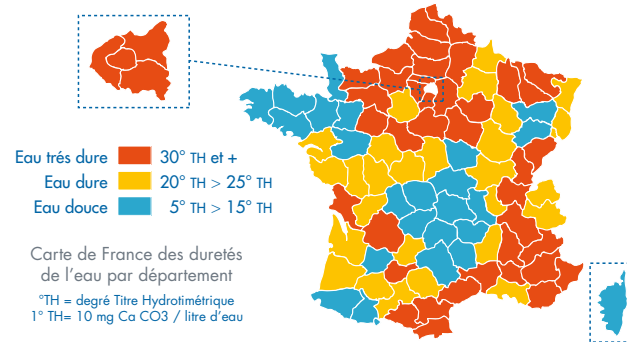 Eau trés dure 30° TH et +
Eau dure 20° TH > 25° TH
Eau douce 5° TH > 15° TH
Carte de France des duretés
de l'eau par département
°TH = degré Titre Hydrotimétrique
1° TH= 10 mg Ca CO3 / litre d'eau